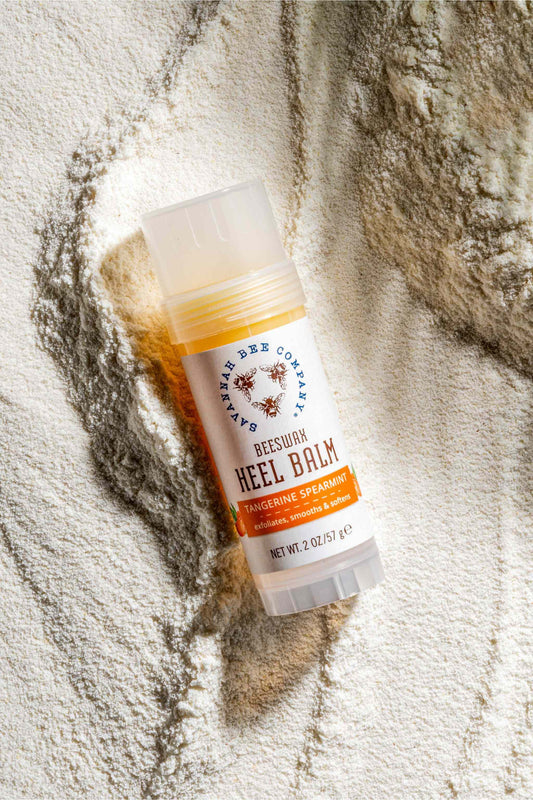 SAVANNAH BEE COMPANY®
BEESWAX
HEEL BALM
TANGERINE SPEARMINT
exfoliates, smooths & softens
NET WT. 2 OZ/57 g ℮